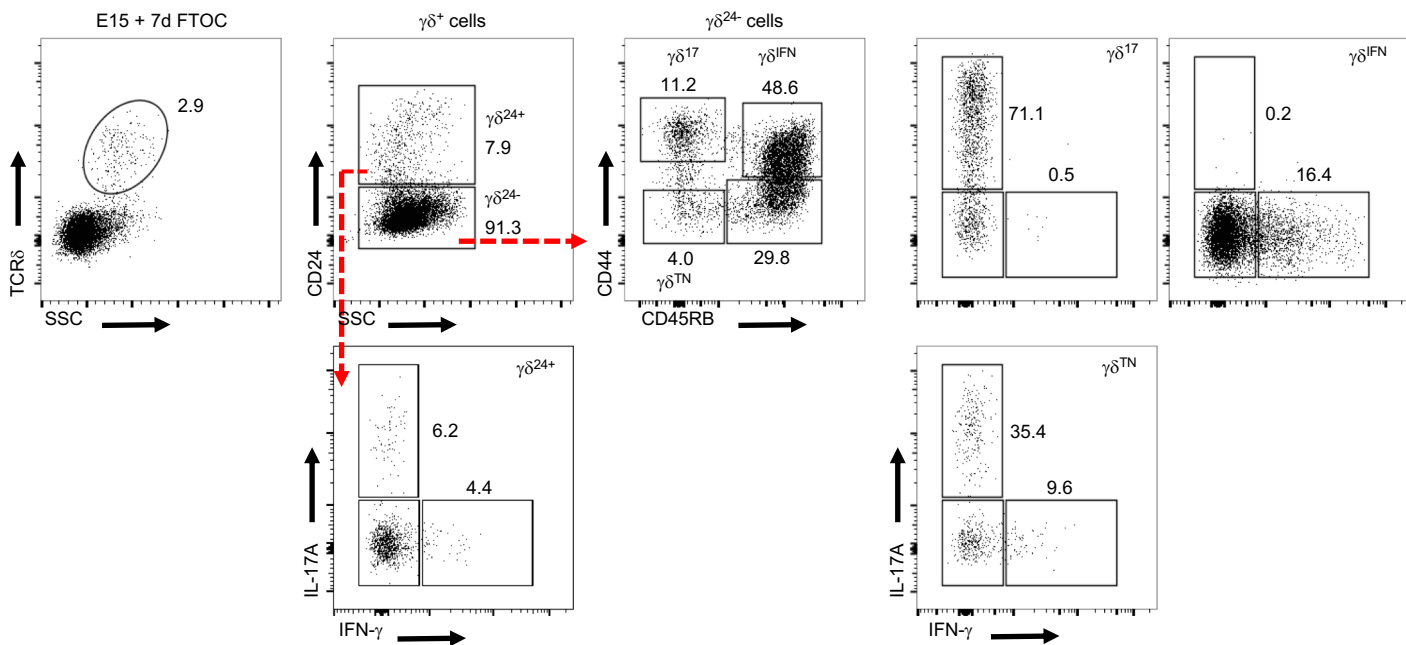 E15 + 7d FTOC
2.9
TCRδ
SSC
γδ⁺ cells
γδ²⁴⁺
7.9
γδ²⁴⁻
91.3
CD24
SSC
γδ²⁴⁻ cells
γδ¹⁷
11.2
γδᴵᶠᴺ
48.6
4.0
γδᵀᴺ
29.8
CD44
CD45RB
γδ¹⁷
71.1
0.5
γδᴵᶠᴺ
0.2
16.4
γδ²⁴⁺
6.2
4.4
IL-17A
IFN-γ
γδᵀᴺ
35.4
9.6
IL-17A
IFN-γ